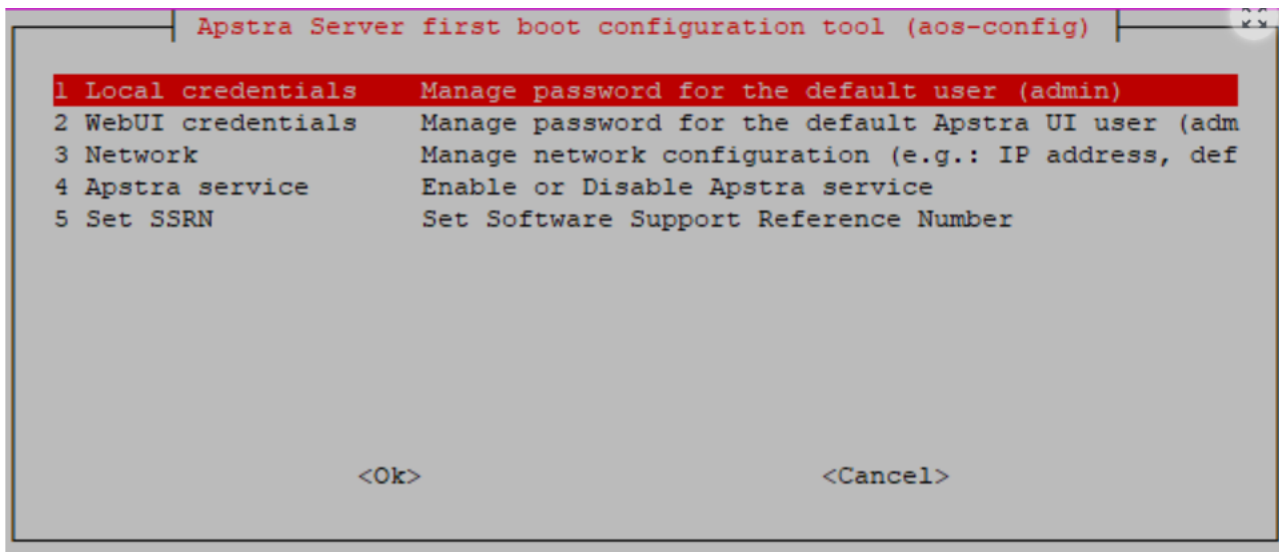 Apstra Server first boot configuration tool (aos-config)
1 Local credentials Manage password for the default user (admin)
2 WebUI credentials Manage password for the default Apstra UI user (adm
3 Network Manage network configuration (e.g.: IP address, def
4 Apstra service Enable or Disable Apstra service
5 Set SSRN Set Software Support Reference Number
<Ok> <Cancel>